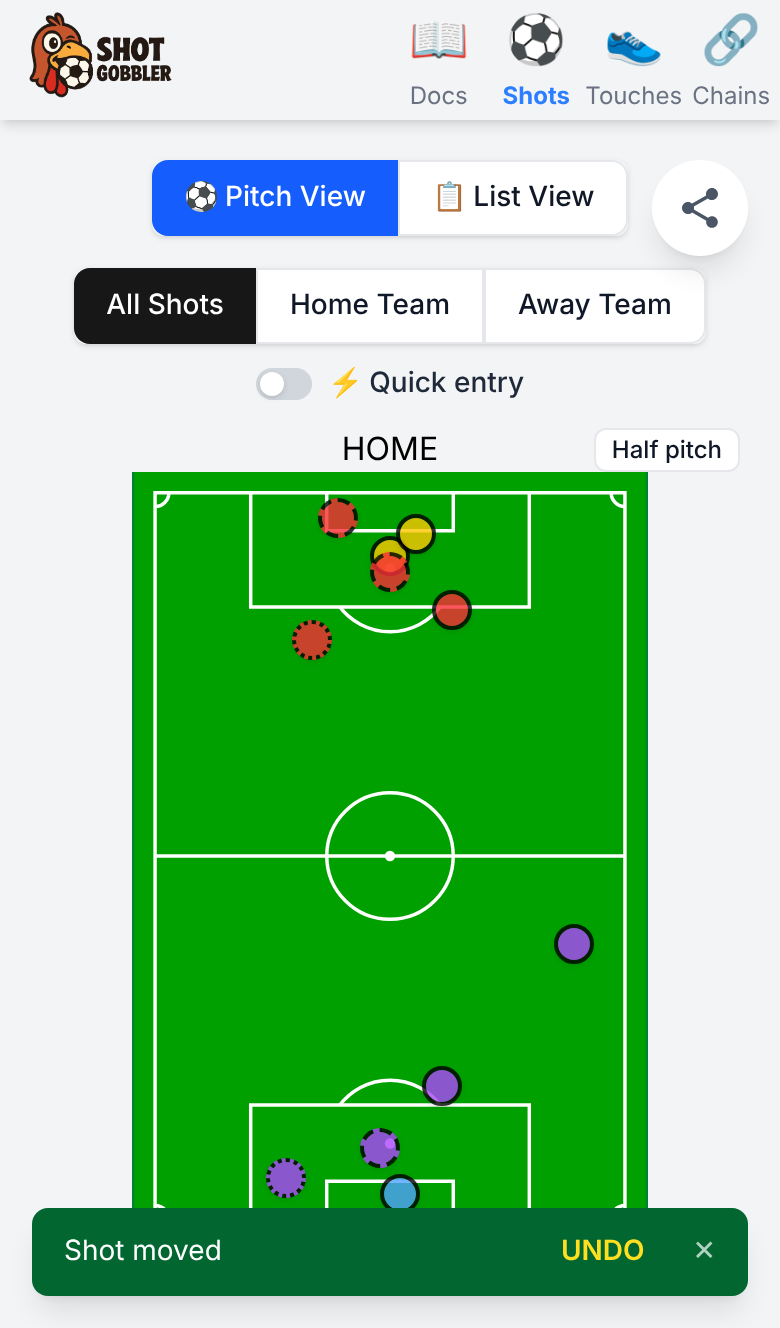 SHOT
GOBBLER
Docs
Shots
Touches
Chains
Pitch View
List View
All Shots
Home Team
Away Team
Quick entry
HOME
Half pitch
Shot moved
UNDO